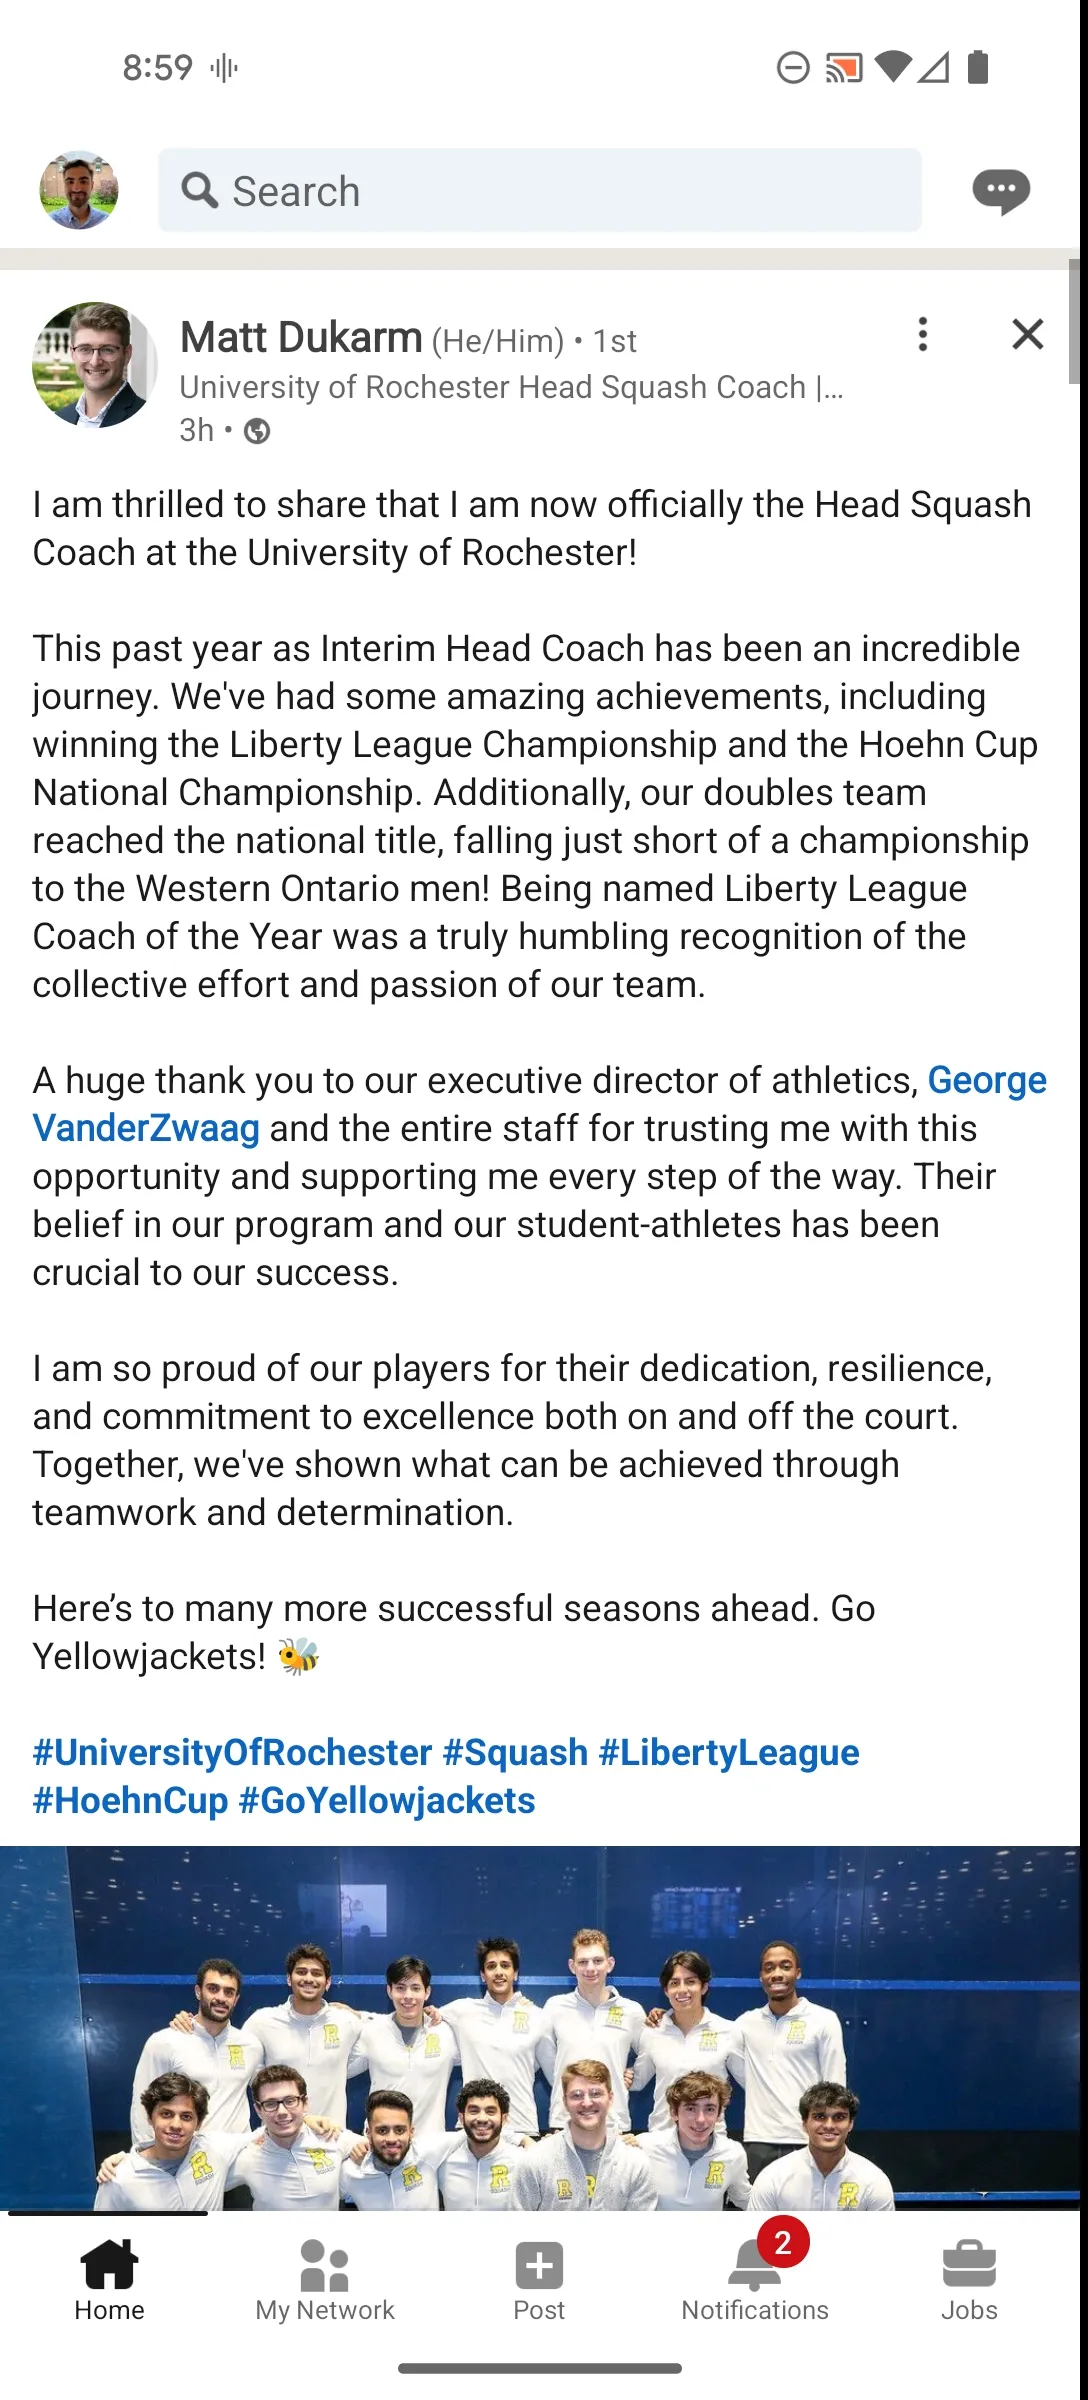 8:59
Search
Matt Dukarm (He/Him) • 1st
University of Rochester Head Squash Coach |...
3h •
I am thrilled to share that I am now officially the Head Squash
Coach at the University of Rochester!
This past year as Interim Head Coach has been an incredible
journey. We've had some amazing achievements, including
winning the Liberty League Championship and the Hoehn Cup
National Championship. Additionally, our doubles team
reached the national title, falling just short of a championship
to the Western Ontario men! Being named Liberty League
Coach of the Year was a truly humbling recognition of the
collective effort and passion of our team.
A huge thank you to our executive director of athletics, George
VanderZwaag and the entire staff for trusting me with this
opportunity and supporting me every step of the way. Their
belief in our program and our student-athletes has been
crucial to our success.
I am so proud of our players for their dedication, resilience,
and commitment to excellence both on and off the court.
Together, we've shown what can be achieved through
teamwork and determination.
Here’s to many more successful seasons ahead. Go
Yellowjackets! 🐝
#UniversityOfRochester #Squash #LibertyLeague
#HoehnCup #GoYellowjackets
2
Home
My Network
Post
Notifications
Jobs